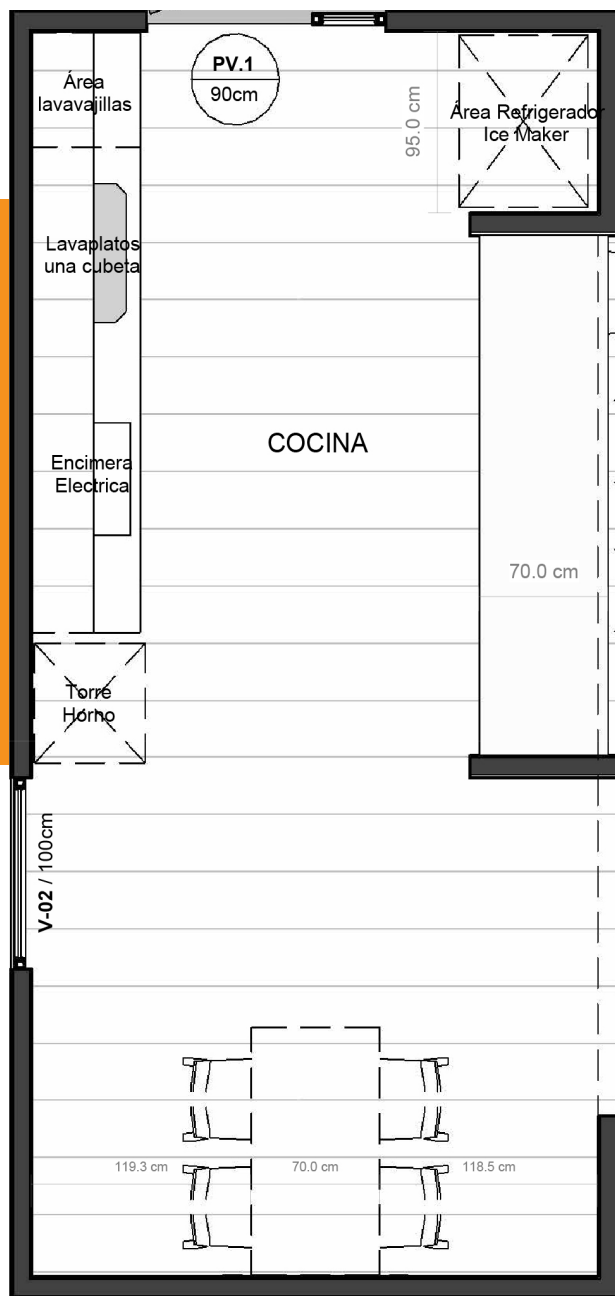 Área
lavavajillas
PV.1
90cm
95.0 cm
Área Refrigerador
Ice Maker
Lavaplatos
una cubeta
COCINA
Encimera
Electrica
70.0 cm
Torre
Horno
V-02 / 100cm
119.3 cm
70.0 cm
118.5 cm